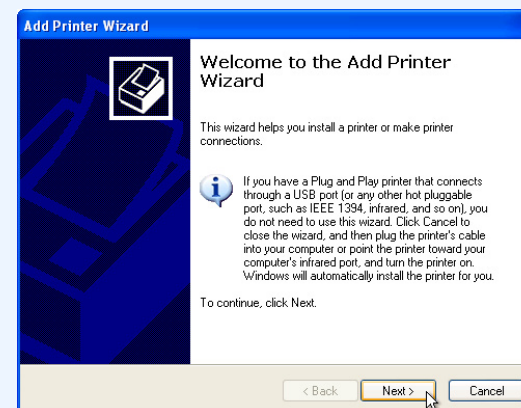 Add Printer Wizard
Welcome to the Add Printer
Wizard
This wizard helps you install a printer or make printer
connections.
If you have a Plug and Play printer that connects
through a USB port (or any other hot pluggable
port, such as IEEE 1394, infrared, and so on), you
do not need to use this wizard. Click Cancel to
close the wizard, and then plug the printer's cable
into your computer or point the printer toward your
computer's infrared port, and turn the printer on.
Windows will automatically install the printer for you.
To continue, click Next.
< Back Next > Cancel